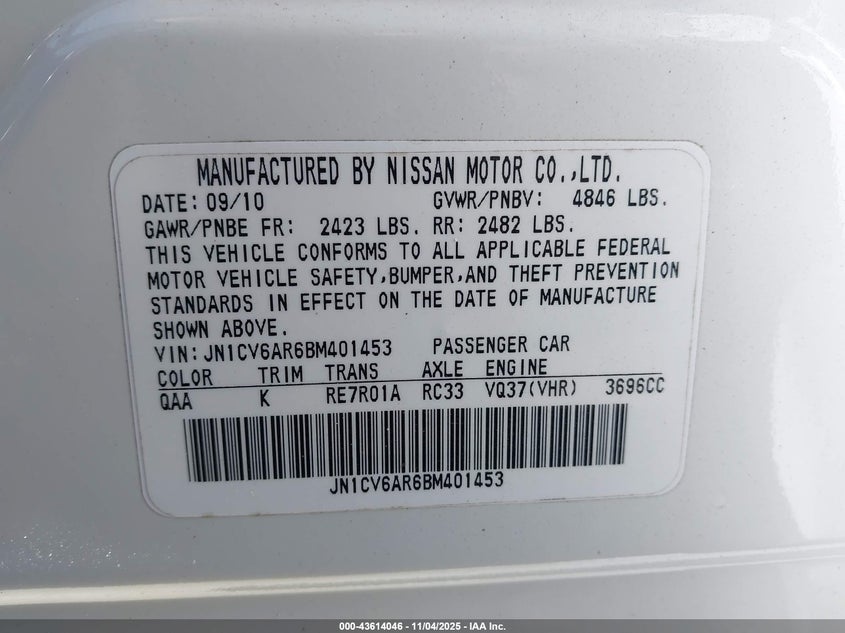 MANUFACTURED BY NISSAN MOTOR CO.,LTD.
DATE: 09/10 GVWR/PNBV: 4846 LBS.
GAWR/PNBE FR: 2423 LBS. RR: 2482 LBS.
THIS VEHICLE CONFORMS TO ALL APPLICABLE FEDERAL
MOTOR VEHICLE SAFETY,BUMPER,AND THEFT PREVENTION
STANDARDS IN EFFECT ON THE DATE OF MANUFACTURE
SHOWN ABOVE.
VIN:JN1CV6AR6BM401453 PASSENGER CAR
COLOR TRIM TRANS AXLE ENGINE
QAA K RE7R01A RC33 VQ37(VHR) 3696CC
JN1CV6AR6BM401453
000-43614046 - 11/04/2025 - IAA Inc.